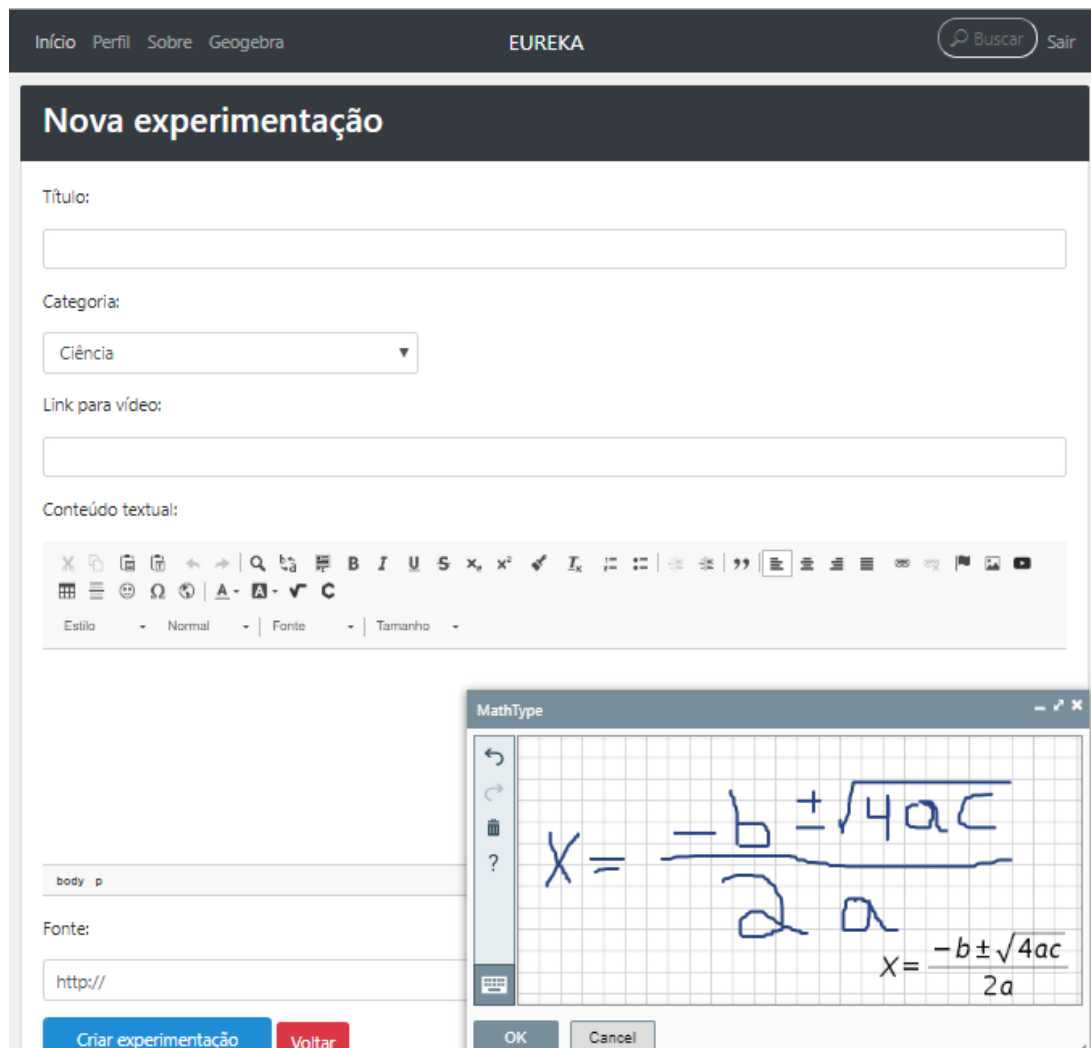 Início Perfil Sobre Geogebra EUREKA Buscar Sair
Nova experimentação
Título:
Categoria:
Ciência
Link para vídeo:
Conteúdo textual:
Estilo Normal Fonte Tamanho
MathType
x = -b ± √4ac / 2a
x = -b ± √4ac / 2a
body p
Fonte:
http://
Criar experimentação Voltar OK Cancel